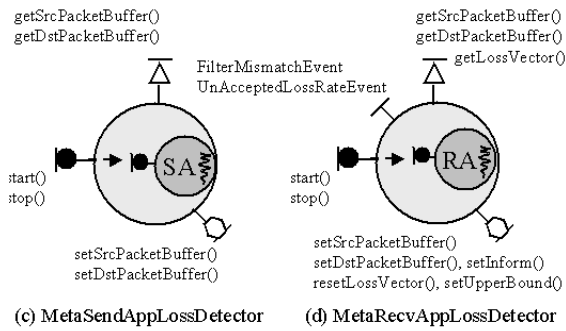 getSrcPacketBuffer()
getDstPacketBuffer()
FilterMismatchEvent
UnAcceptedLossRateEvent
getSrcPacketBuffer()
getDstPacketBuffer()
getLossVector()
SA
start()
stop()
setSrcPacketBuffer()
setDstPacketBuffer()
RA
start()
stop()
setSrcPacketBuffer()
setDstPacketBuffer(), setInform()
resetLossVector(), setUpperBound()
(c) MetaSendAppLossDetector
(d) MetaRecvAppLossDetector